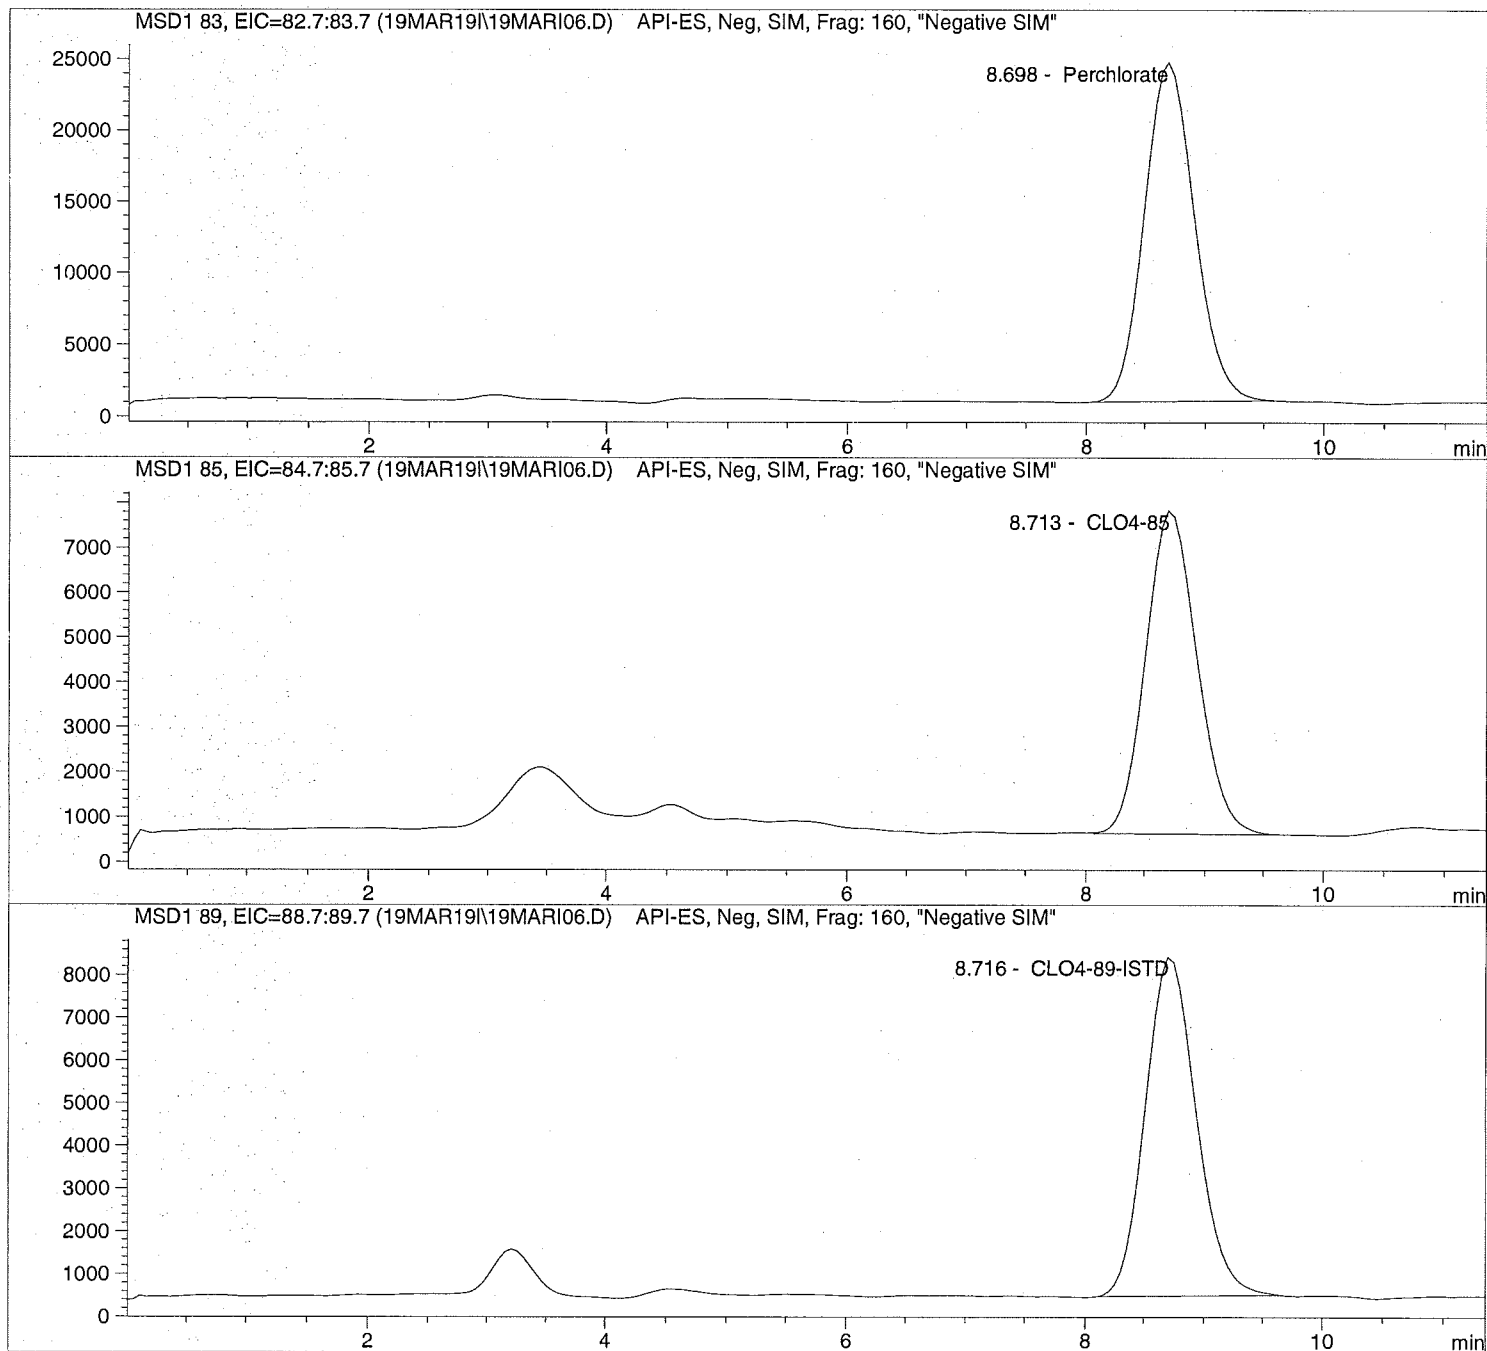 MSD1 83, EIC=82.7:83.7 (19MAR19I\19MARI06.D) API-ES, Neg, SIM, Frag: 160, "Negative SIM"
25000
8.698 - Perchlorate
20000
15000
10000
5000
0
2 4 6 8 10 min
MSD1 85, EIC=84.7:85.7 (19MAR19I\19MARI06.D) API-ES, Neg, SIM, Frag: 160, "Negative SIM"
8.713 - CLO4-85
7000
6000
5000
4000
3000
2000
1000
0
2 4 6 8 10 min
MSD1 89, EIC=88.7:89.7 (19MAR19I\19MARI06.D) API-ES, Neg, SIM, Frag: 160, "Negative SIM"
8.716 - CLO4-89-ISTD
8000
7000
6000
5000
4000
3000
2000
1000
0
2 4 6 8 10 min